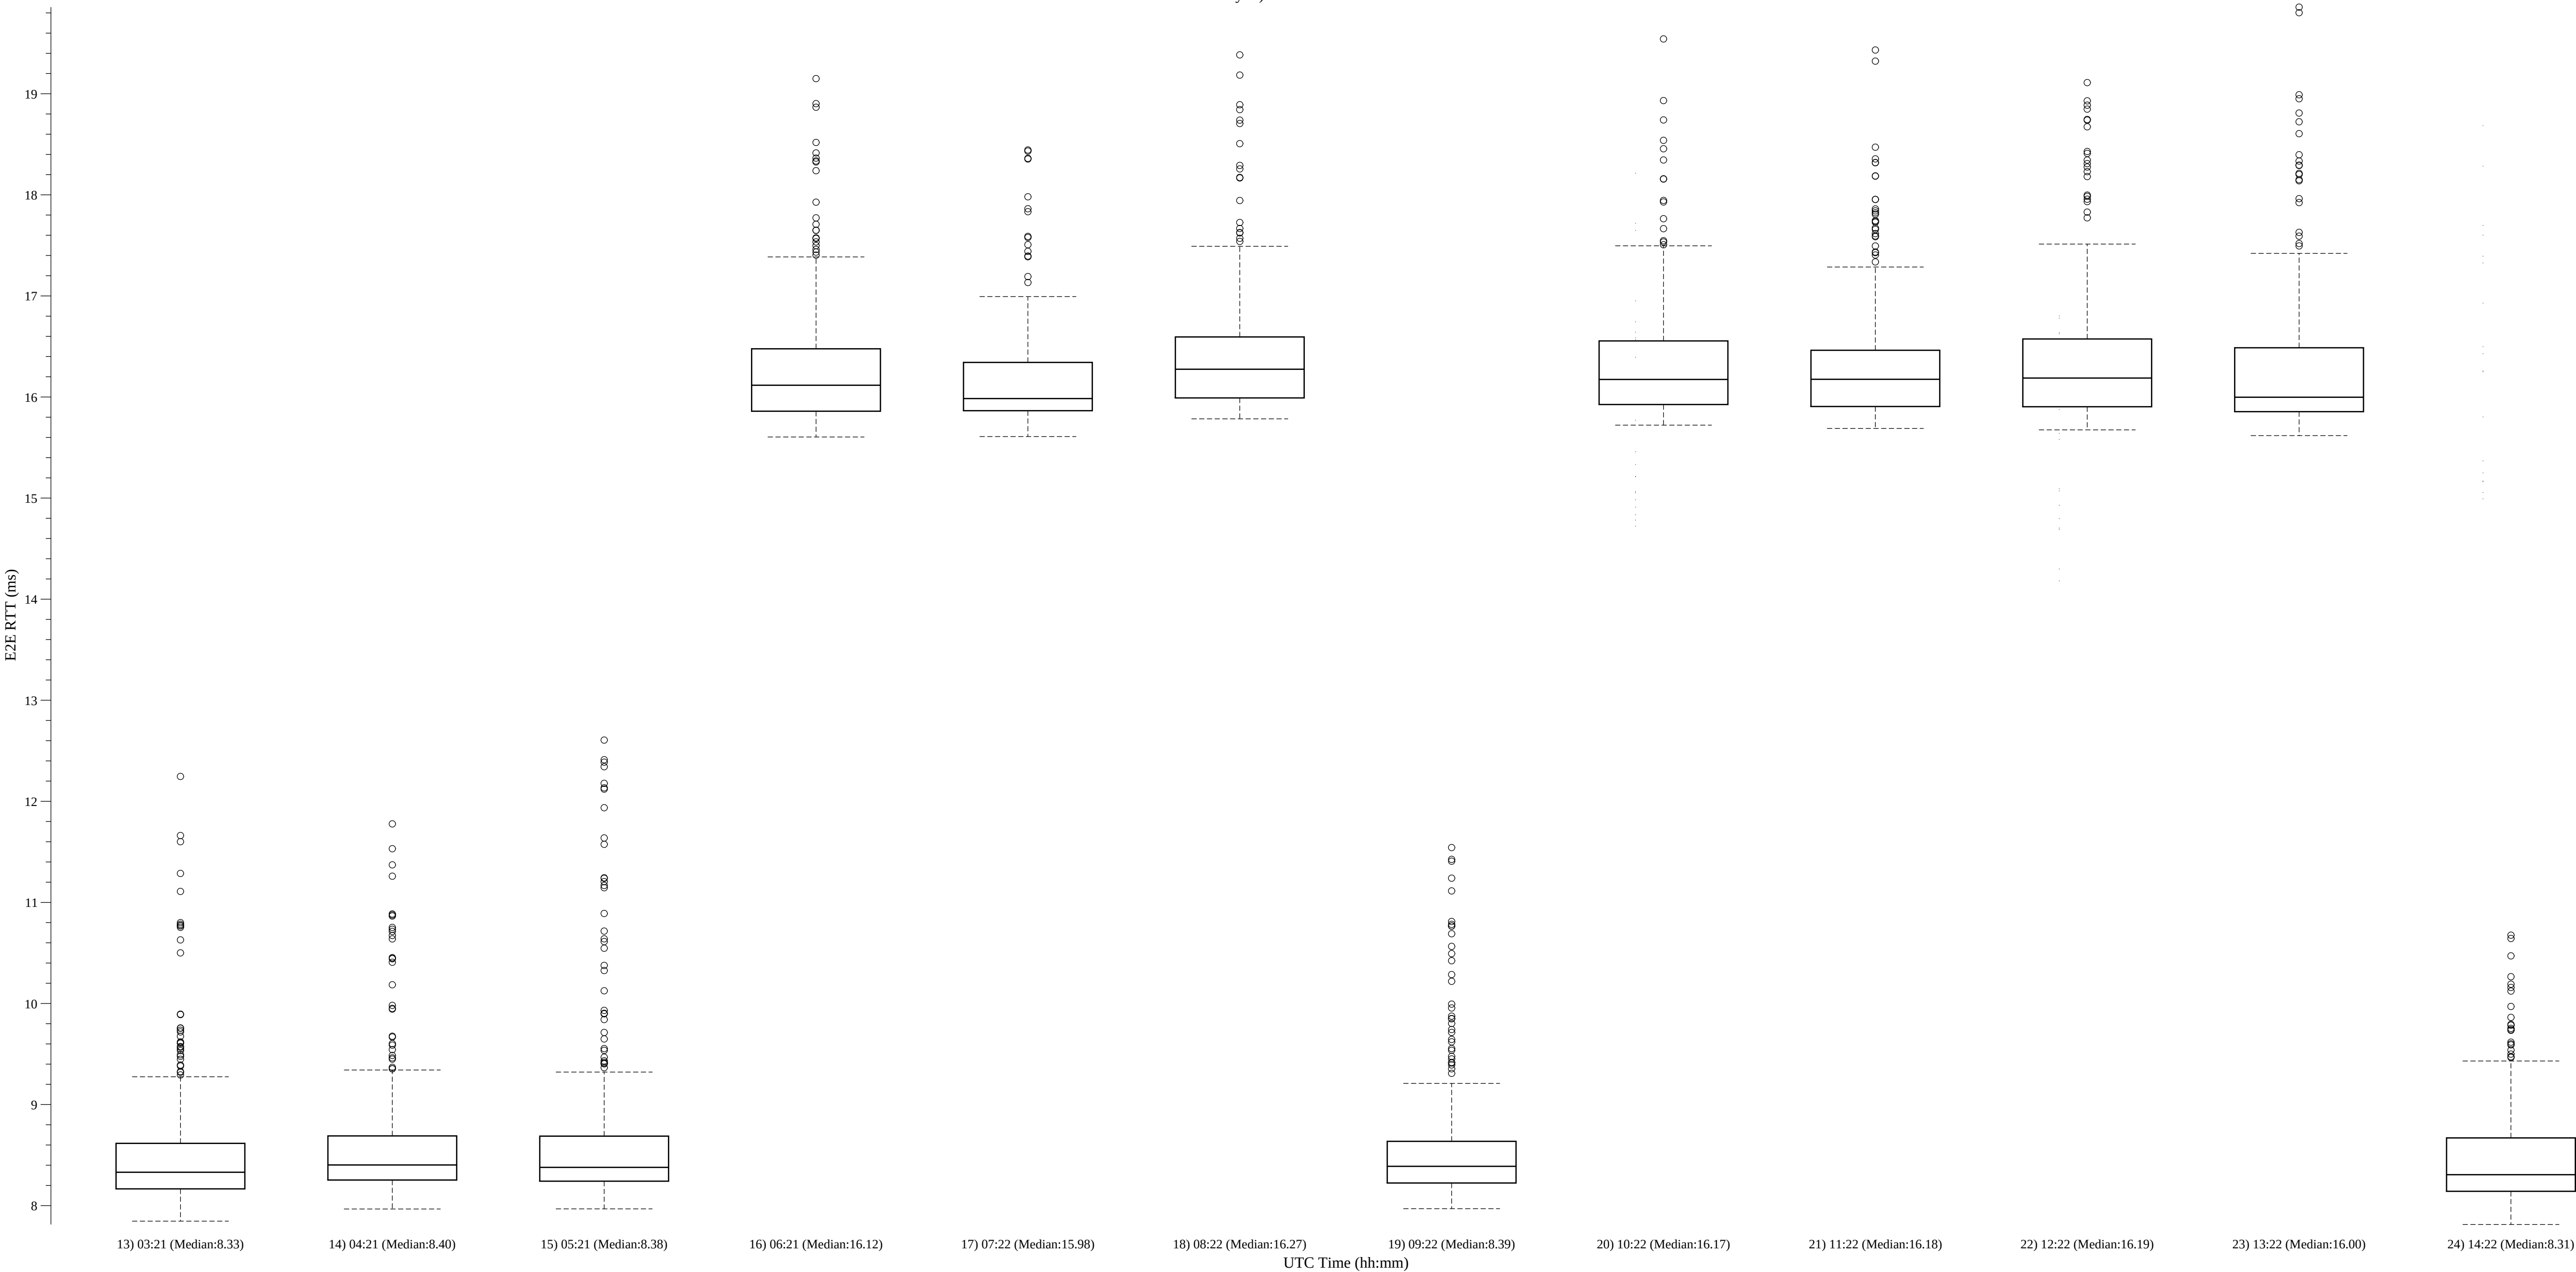 19
18
17
16
15
14
13
12
11
10
9
8
E2E RTT (ms)
13) 03:21 (Median:8.33)
14) 04:21 (Median:8.40)
15) 05:21 (Median:8.38)
16) 06:21 (Median:16.12)
17) 07:22 (Median:15.98)
18) 08:22 (Median:16.27)
19) 09:22 (Median:8.39)
20) 10:22 (Median:16.17)
21) 11:22 (Median:16.18)
22) 12:22 (Median:16.19)
23) 13:22 (Median:16.00)
24) 14:22 (Median:8.31)
UTC Time (hh:mm)